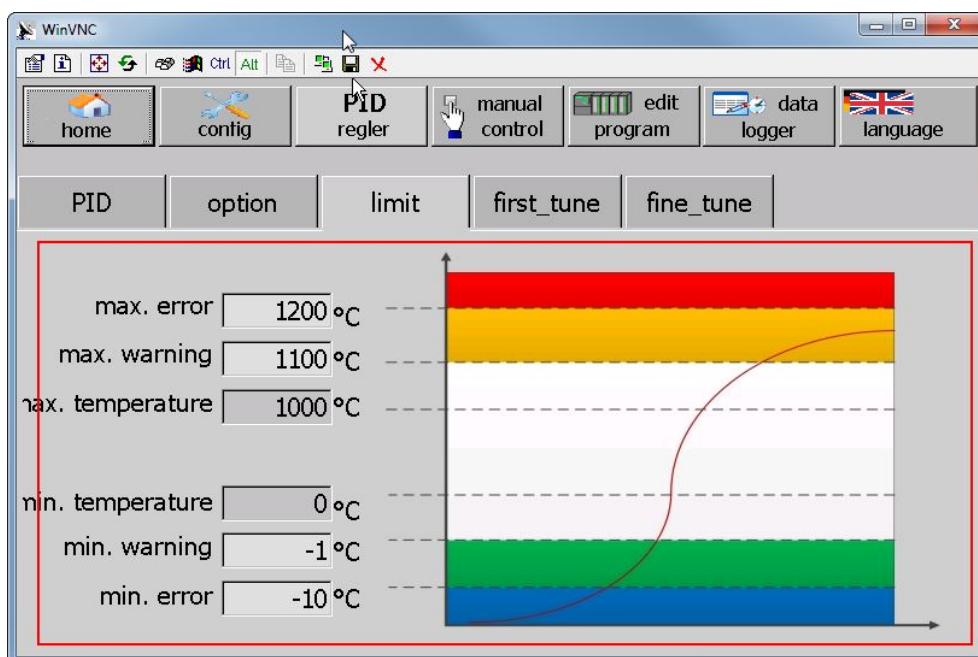 WinVNC
Ctrl Alt
home
config
PID regler
manual control
edit program
data logger
language
PID
option
limit
first_tune
fine_tune
max. error 1200 °C
max. warning 1100 °C
max. temperature 1000 °C
min. temperature 0 °C
min. warning -1 °C
min. error -10 °C